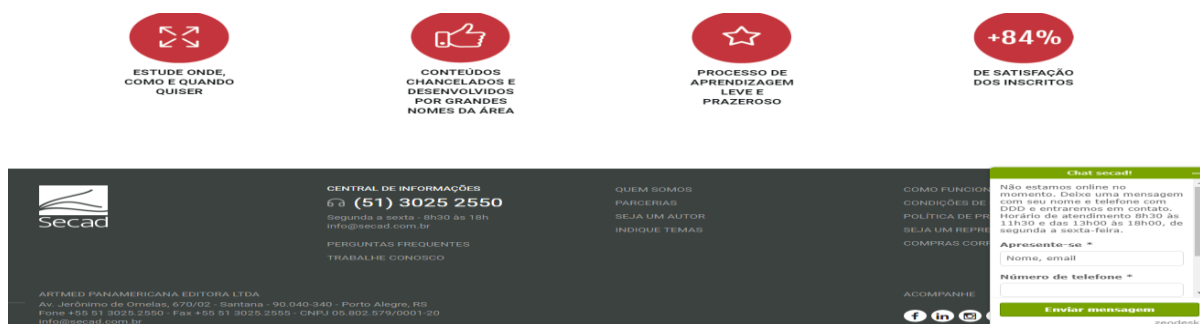 +84%
ESTUDE ONDE,
COMO E QUANDO
QUISER
CONTEÚDOS
CHANCELADOS E
DESENVOLVIDOS
POR GRANDES
NOMES DA ÁREA
PROCESSO DE
APRENDIZAGEM
LEVE E
PRAZEROSO
DE SATISFAÇÃO
DOS INSCRITOS
Secad
CENTRAL DE INFORMAÇÕES
(51) 3025 2550
Segunda a sexta - 8h30 às 18h
info@secad.com.br
PERGUNTAS FREQUENTES
TRABALHE CONOSCO
QUEM SOMOS
PARCERIAS
SEJA UM AUTOR
INDIQUE TEMAS
COMO FUNCION
CONDIÇÕES DE
POLÍTICA DE PR
SEJA UM REPRE
COMPRAS CORP
Chat secad!
Não estamos online no
momento. Deixe uma mensagem
com seu nome e telefone com
DDD e entraremos em contato.
Horário de atendimento 8h30 às
11h30 e das 13h00 às 18h00, de
segunda a sexta-feira.
Apresente-se *
Nome, email
Número de telefone *
Enviar mensagem
zendesk
ARTMED PANAMERICANA EDITORA LTDA
Av. Jerônimo de Ornelas, 670/02 - Santana - 90.040-340 - Porto Alegre, RS
Fone +55 51 3025.2550 - Fax +55 51 3025.2555 - CNPJ 05.802.579/0001-20
info@secad.com.br
ACOMPANHE